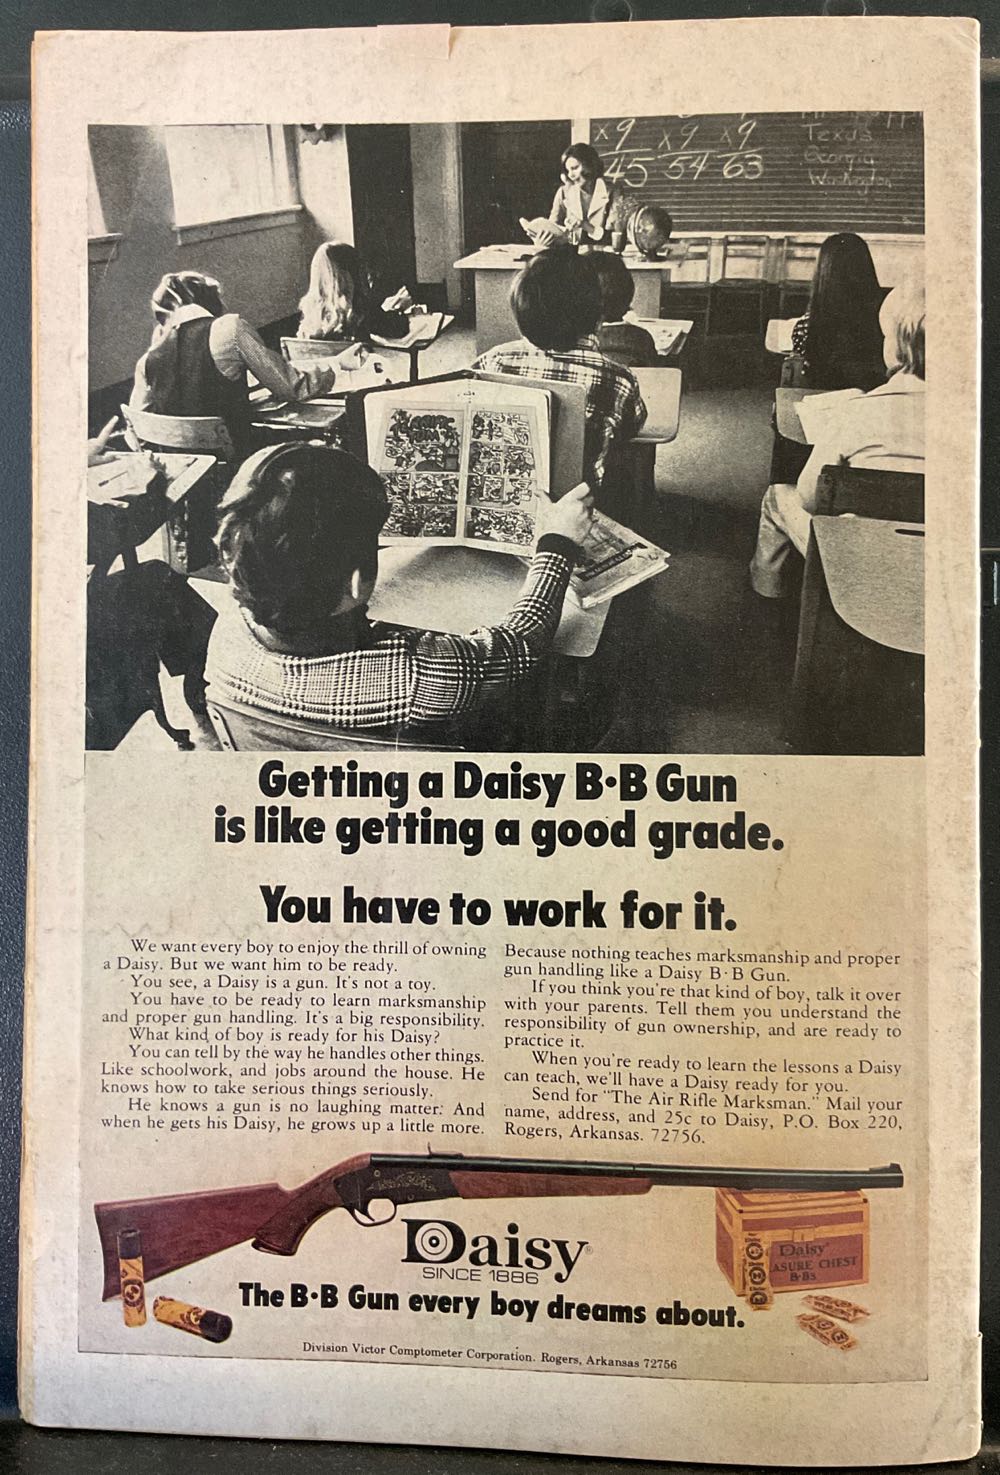 x9 x9 x9
45 54 63
Texas
Georgia
Washington
Getting a Daisy B·B Gun
is like getting a good grade.
You have to work for it.
We want every boy to enjoy the thrill of owning
a Daisy. But we want him to be ready.
You see, a Daisy is a gun. It's not a toy.
You have to be ready to learn marksmanship
and proper gun handling. It's a big responsibility.
What kind of boy is ready for his Daisy?
You can tell by the way he handles other things.
Like schoolwork, and jobs around the house. He
knows how to take serious things seriously.
He knows a gun is no laughing matter. And
when he gets his Daisy, he grows up a little more.
Because nothing teaches marksmanship and proper
gun handling like a Daisy B·B Gun.
If you think you're that kind of boy, talk it over
with your parents. Tell them you understand the
responsibility of gun ownership, and are ready to
practice it.
When you're ready to learn the lessons a Daisy
can teach, we'll have a Daisy ready for you.
Send for "The Air Rifle Marksman." Mail your
name, address, and 25c to Daisy, P.O. Box 220,
Rogers, Arkansas. 72756.
Daisy®
SINCE 1886
Daisy
ASURE CHEST
B·Bs
The B·B Gun every boy dreams about.
Division Victor Comptometer Corporation. Rogers, Arkansas 72756